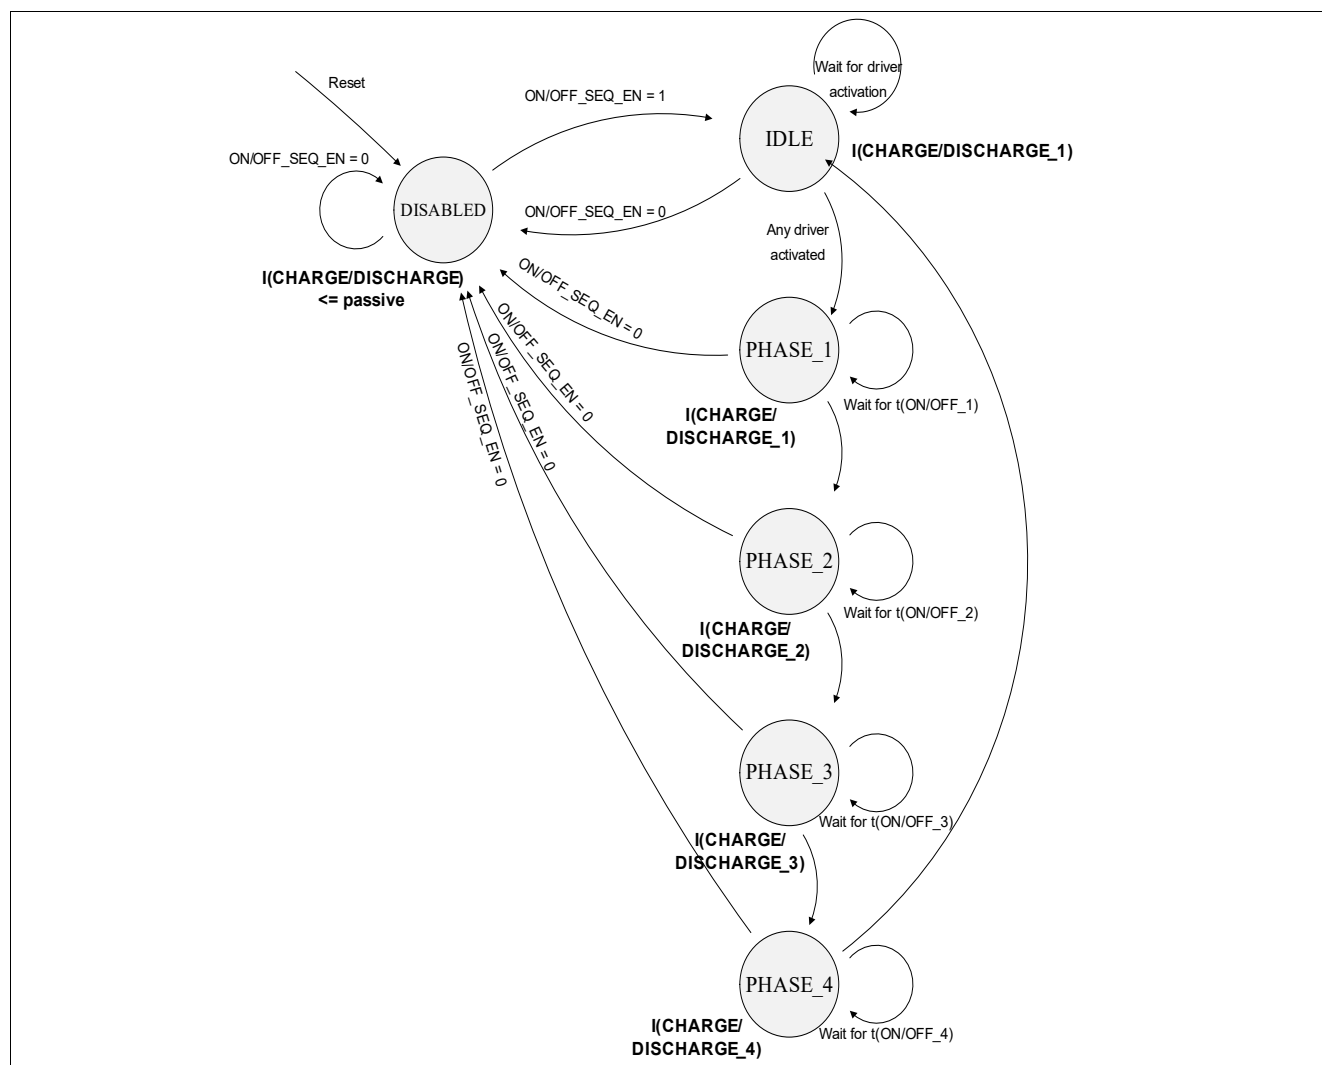 Reset
ON/OFF_SEQ_EN = 1
Wait for driver
activation
IDLE
I(CHARGE/DISCHARGE_1)
ON/OFF_SEQ_EN = 0
DISABLED
ON/OFF_SEQ_EN = 0
I(CHARGE/DISCHARGE)
<= passive
Any driver
activated
ON/OFF_SEQ_EN = 0
ON/OFF_SEQ_EN = 0
ON/OFF_SEQ_EN = 0
ON/OFF_SEQ_EN = 0
PHASE_1
Wait for t(ON/OFF_1)
I(CHARGE/
DISCHARGE_1)
PHASE_2
Wait for t(ON/OFF_2)
I(CHARGE/
DISCHARGE_2)
PHASE_3
Wait for t(ON/OFF_3)
I(CHARGE/
DISCHARGE_3)
PHASE_4
Wait for t(ON/OFF_4)
I(CHARGE/
DISCHARGE_4)